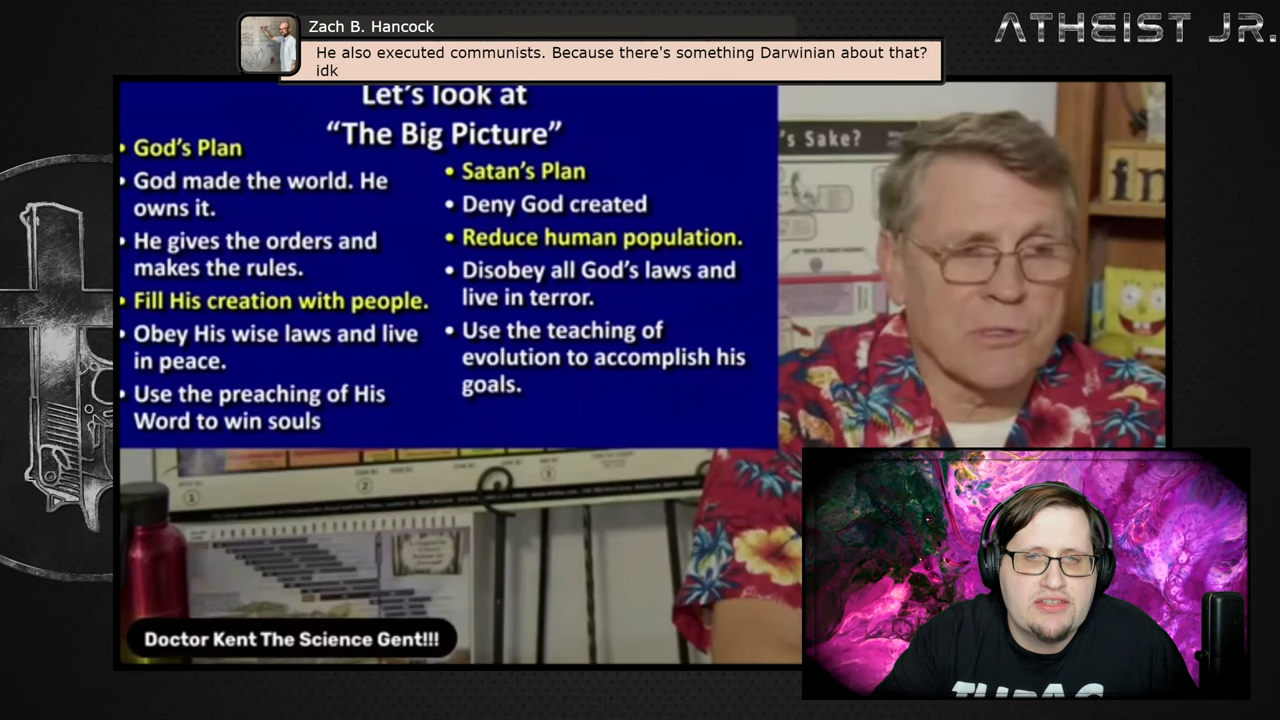 Zach B. Hancock
He also executed communists. Because there's something Darwinian about that?
idk
ATHEIST JR.
Let's look at
“The Big Picture”
• God's Plan
• God made the world. He
owns it.
• He gives the orders and
makes the rules.
• Fill His creation with people.
• Obey His wise laws and live
in peace.
• Use the preaching of His
Word to win souls
• Satan's Plan
• Deny God created
• Reduce human population.
• Disobey all God's laws and
live in terror.
• Use the teaching of
evolution to accomplish his
goals.
's Sake?
1
2
3
Doctor Kent The Science Gent!!!